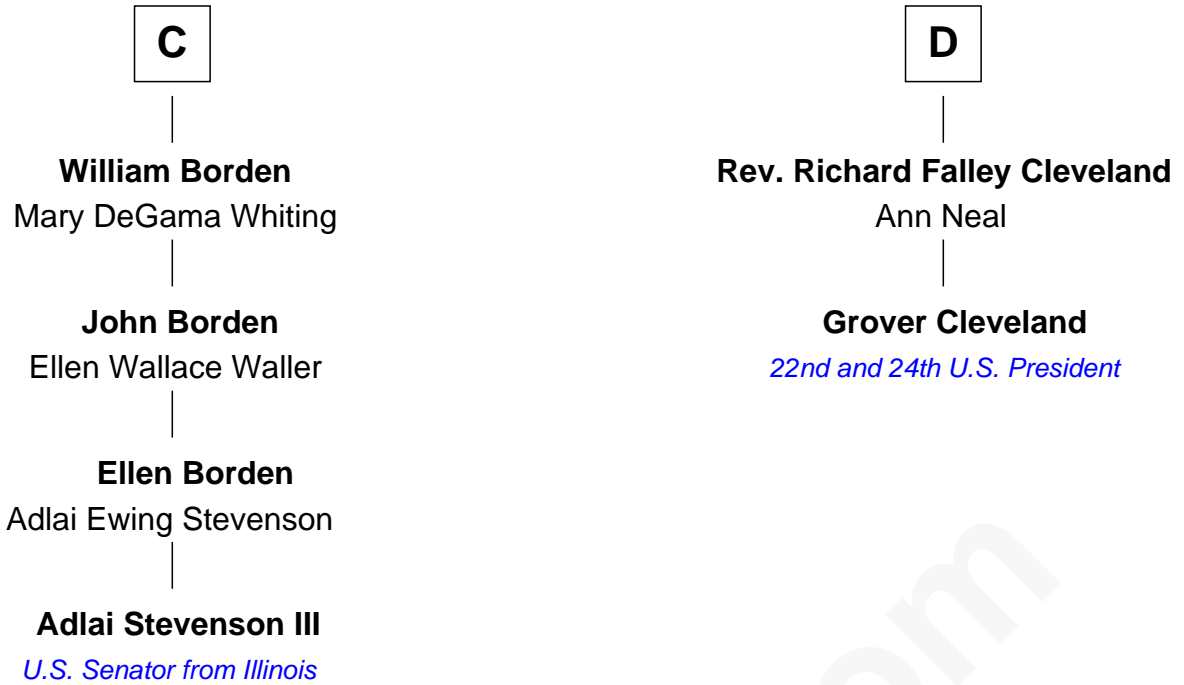 C
William Borden
Mary DeGama Whiting
John Borden
Ellen Wallace Waller
Ellen Borden
Adlai Ewing Stevenson
Adlai Stevenson III
U.S. Senator from Illinois
D
Rev. Richard Falley Cleveland
Ann Neal
Grover Cleveland
22nd and 24th U.S. President
om